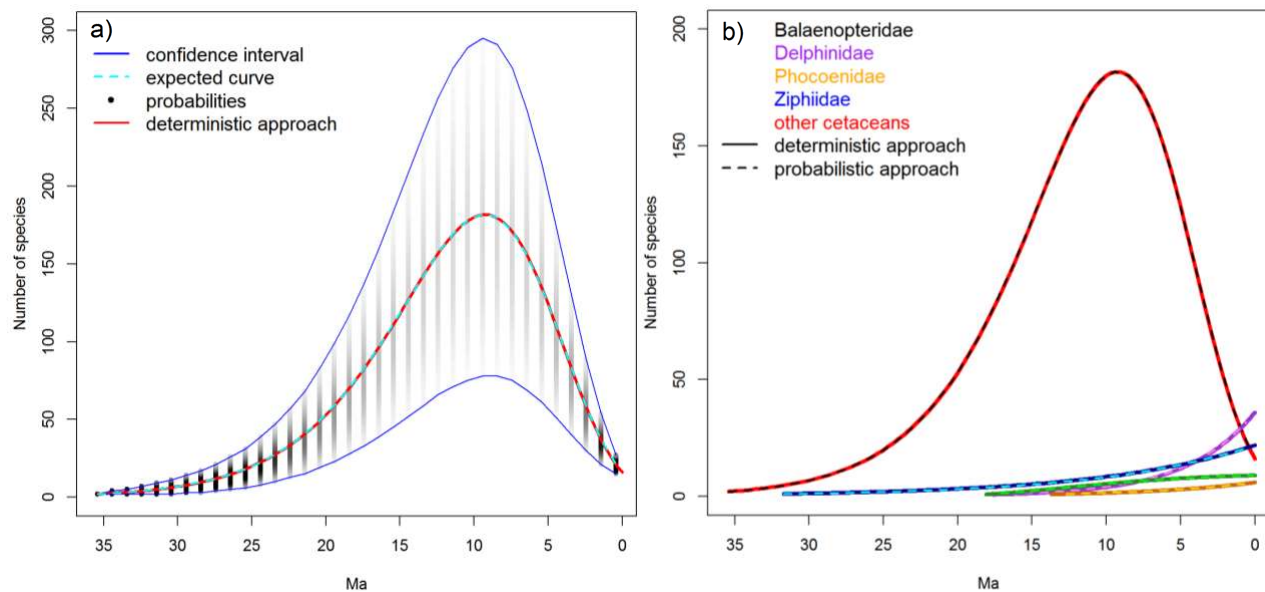 a)
confidence interval
expected curve
probabilities
deterministic approach
Number of species
300
250
200
150
100
50
0
35 30 25 20 15 10 5 0
Ma
b)
Balaenopteridae
Delphinidae
Phocoenidae
Ziphiidae
other cetaceans
deterministic approach
probabilistic approach
Number of species
200
150
100
50
0
35 30 25 20 15 10 5 0
Ma